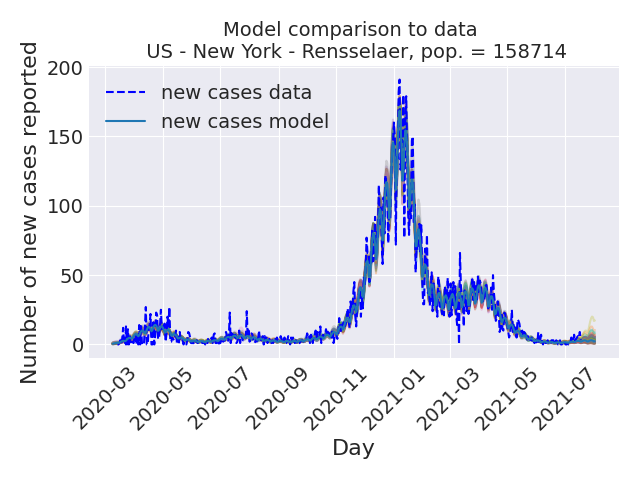 Model comparison to data
US - New York - Rensselaer, pop. = 158714
Number of new cases reported
200
150
100
50
0
new cases data
new cases model
2020-03
2020-05
2020-07
2020-09
2020-11
2021-01
2021-03
2021-05
2021-07
Day